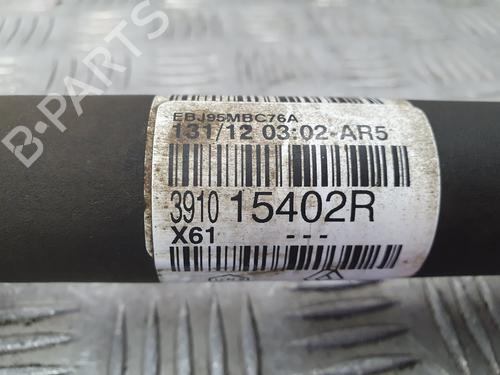 B-PARTS
EBJ95MBC76A
131/12 03:02-AR5
3910 15402R
X61 ---